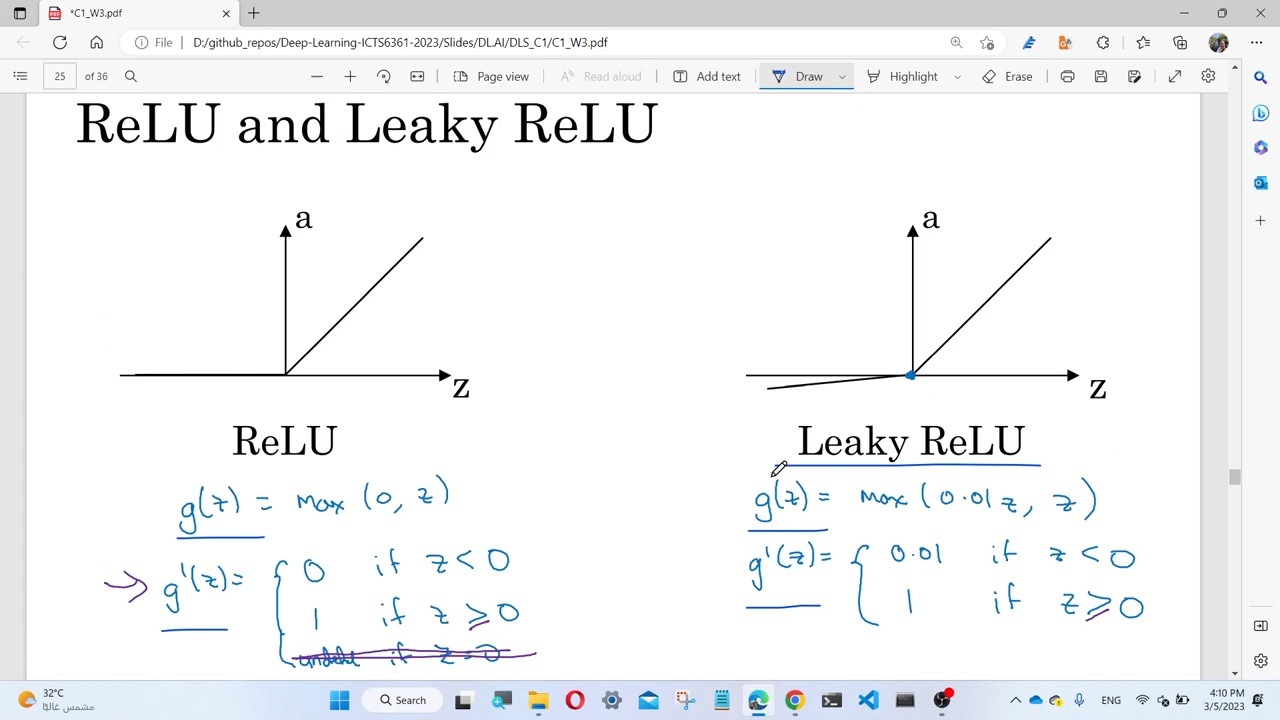 *C1_W3.pdf
File D:/github_repos/Deep-Learning-ICTS6361-2023/Slides/DL.AI/DLS_C1/C1_W3.pdf
25 of 36 Page view Read aloud Add text Draw Highlight Erase
ReLU and Leaky ReLU
a a
z z
ReLU Leaky ReLU
g(z) = max (0, z) g(z) = max (0.01z, z)
g'(z) = { 0 if z < 0 g'(z) = { 0.01 if z < 0
1 if z ≥ 0 1 if z ≥ 0
if z = 0
32°C
مشمس غالبًا
Search
ENG
4:10 PM
3/5/2023